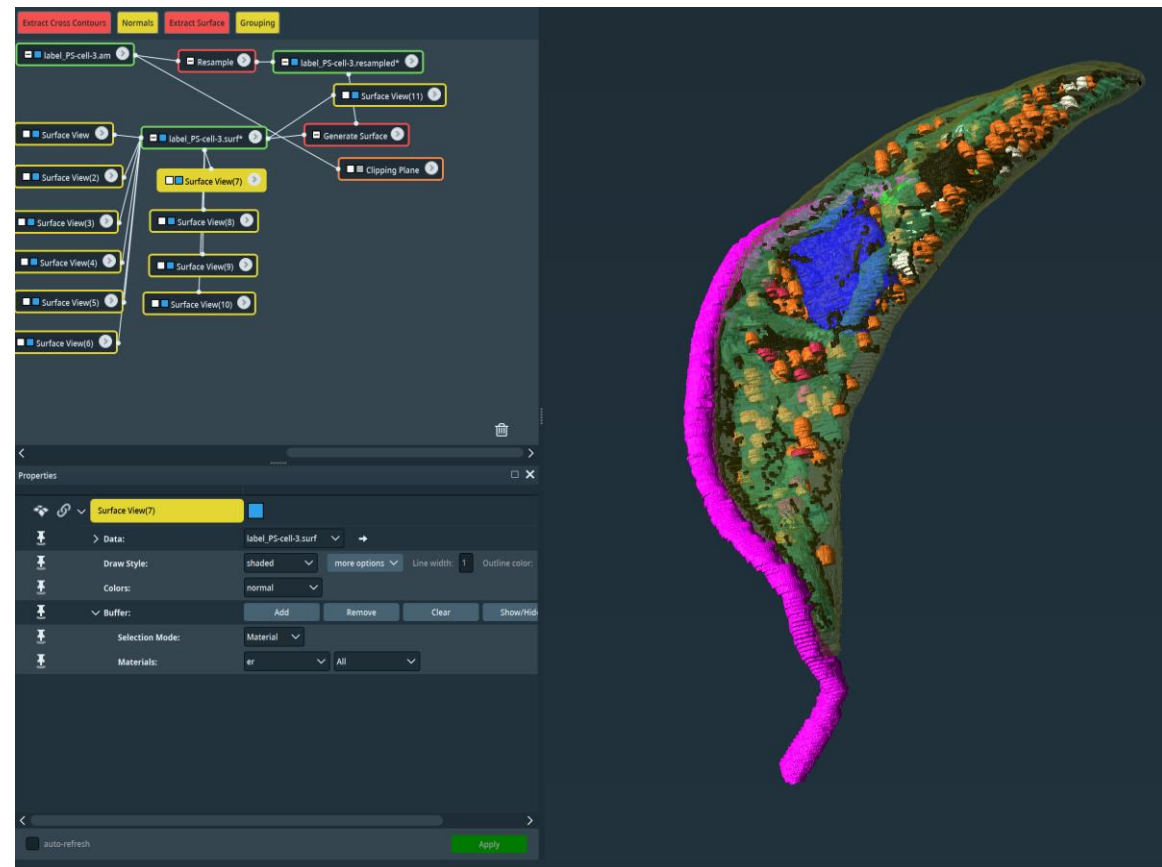 Extract Cross Contours Normals Extract Surface Grouping
label_PS-cell-3.am Resample label_PS-cell-3.resampled*
Surface View(11)
Surface View label_PS-cell-3.surf* Generate Surface
Clipping Plane
Surface View(2) Surface View(7)
Surface View(3) Surface View(8)
Surface View(4) Surface View(9)
Surface View(5) Surface View(10)
Surface View(6)
Properties
Surface View(7)
Data: label_PS-cell-3.surf
Draw Style: shaded more options Line width: 1 Outline color:
Colors: normal
Buffer: Add Remove Clear Show/Hid
Selection Mode: Material
Materials: er All
auto-refresh Apply